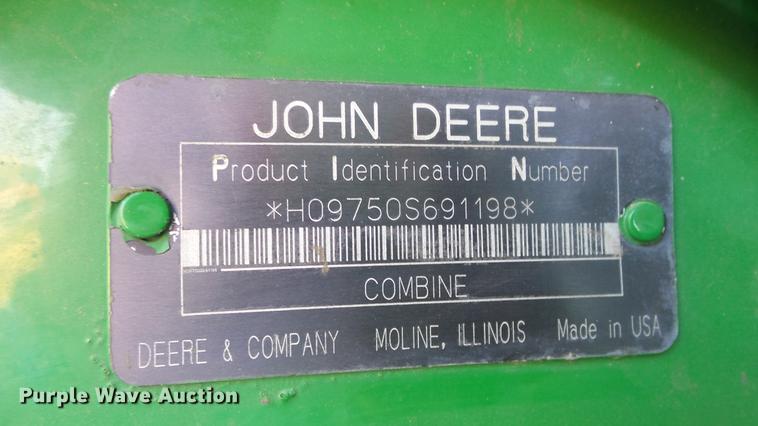 JOHN DEERE
Product Identification Number
*H09750S691198*
COMBINE
DEERE & COMPANY MOLINE, ILLINOIS Made in USA
Purple Wave Auction